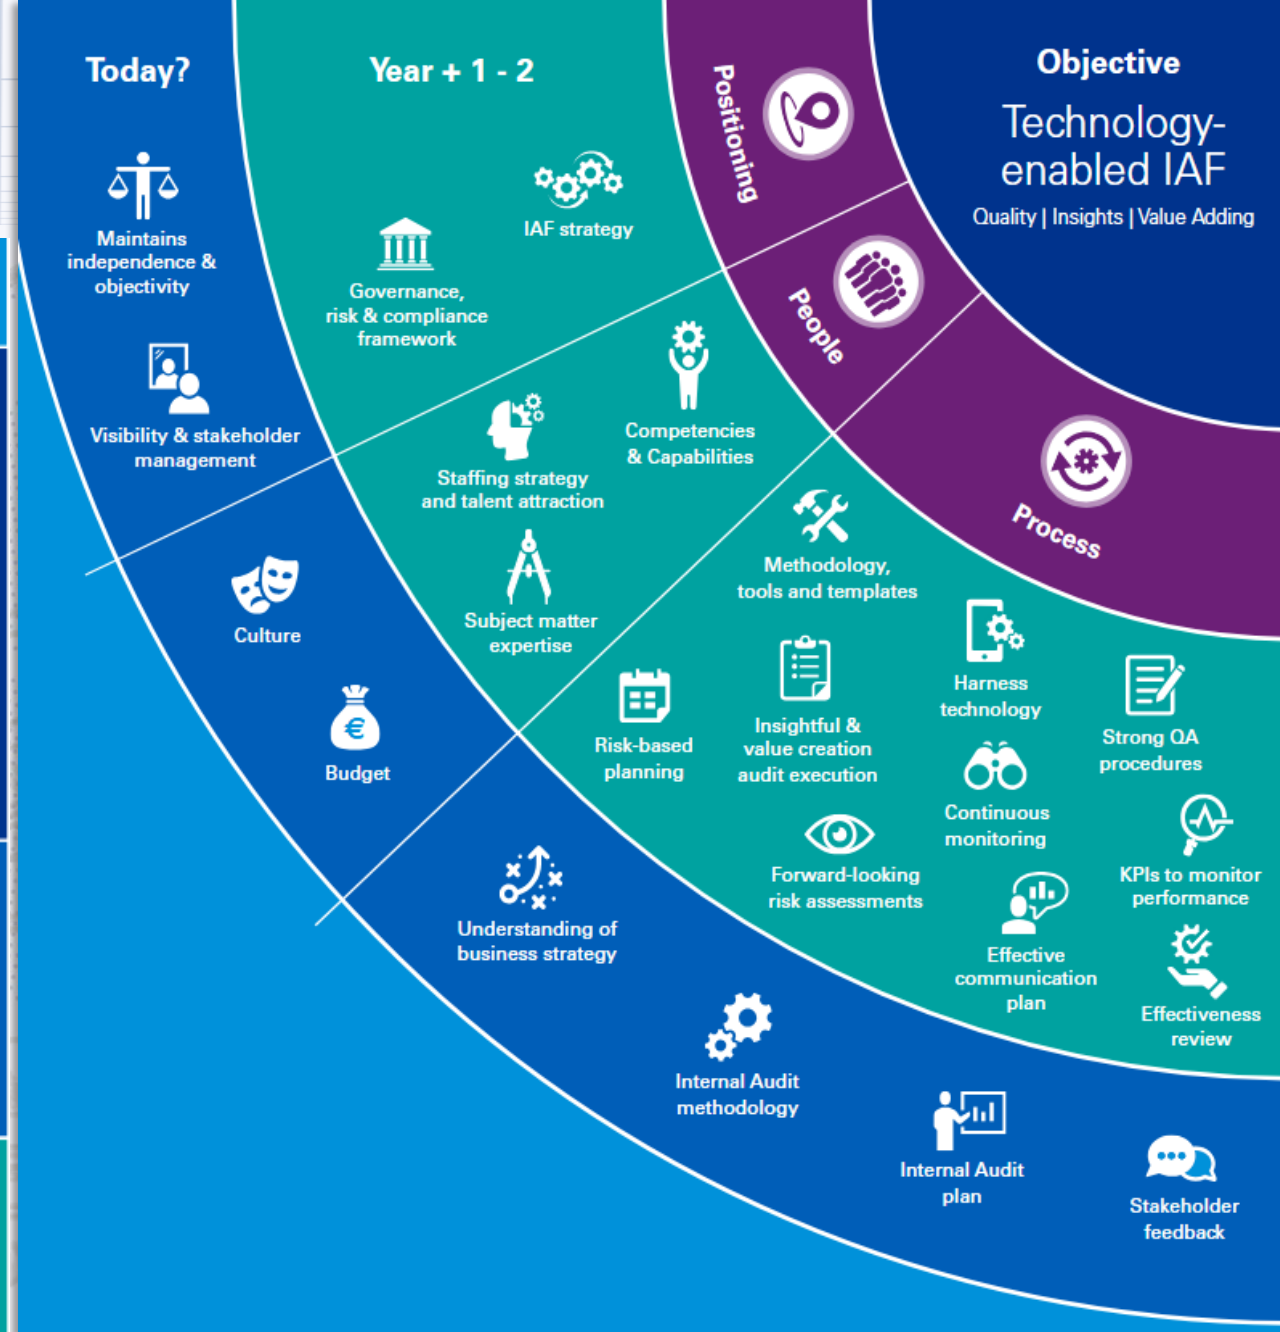 Today?
Year + 1 - 2
Objective
Technology-
enabled IAF
Quality | Insights | Value Adding
Positioning
People
Process
Maintains
independence &
objectivity
Visibility & stakeholder
management
IAF strategy
Governance,
risk & compliance
framework
Competencies
& Capabilities
Staffing strategy
and talent attraction
Subject matter
expertise
Culture
€
Budget
Methodology,
tools and templates
Harness
technology
Strong QA
procedures
Insightful &
value creation
audit execution
Risk-based
planning
Continuous
monitoring
Forward-looking
risk assessments
KPIs to monitor
performance
Effective
communication
plan
Effectiveness
review
Understanding of
business strategy
Internal Audit
methodology
Internal Audit
plan
Stakeholder
feedback